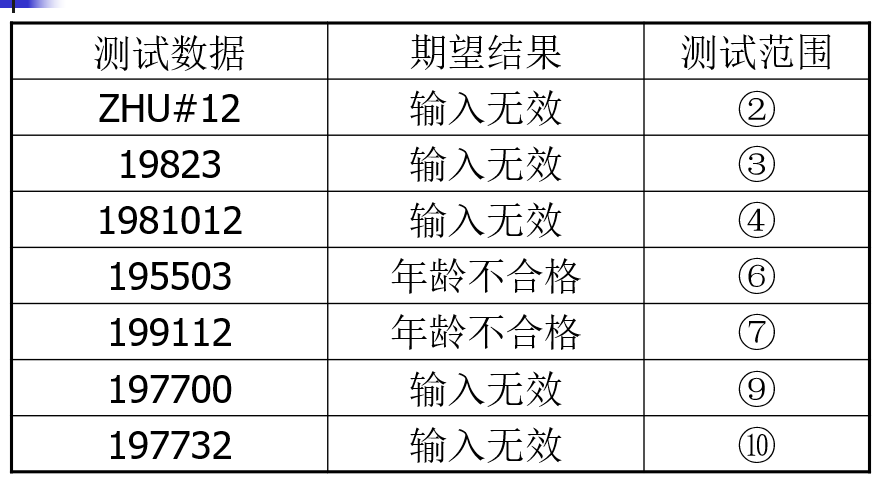 测试数据 期望结果 测试范围
ZHU#12 输入无效 ②
19823 输入无效 ③
1981012 输入无效 ④
195503 年龄不合格 ⑥
199112 年龄不合格 ⑦
197700 输入无效 ⑨
197732 输入无效 ⑩